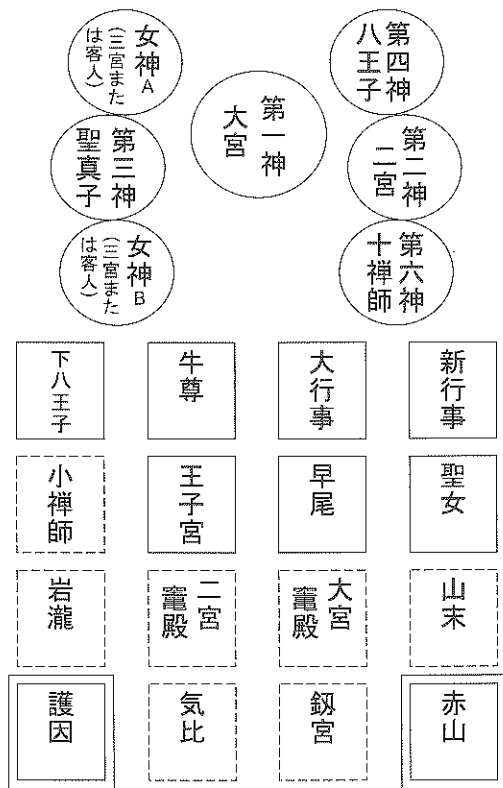 第四神
八王子
第二神
二宮
第六神
十禅師
第一神
大宮
女神A
(三宮また
は客人)
第三神
聖真子
女神B
(三宮また
は客人)
新行事
大行事
牛尊
下八王子
聖女
早尾
王子宮
小禅師
山末
大宮
竈殿
二宮
竈殿
岩瀧
赤山
釼宮
気比
護因